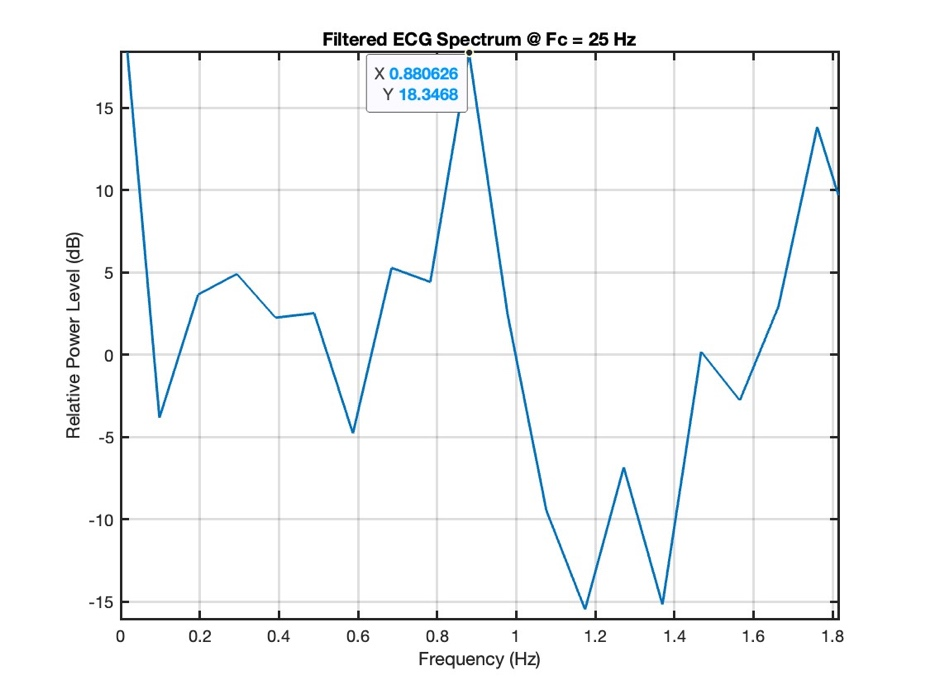 Filtered ECG Spectrum @ Fc = 25 Hz
X 0.880626
Y 18.3468
15
10
5
0
-5
-10
-15
Relative Power Level (dB)
0 0.2 0.4 0.6 0.8 1 1.2 1.4 1.6 1.8
Frequency (Hz)